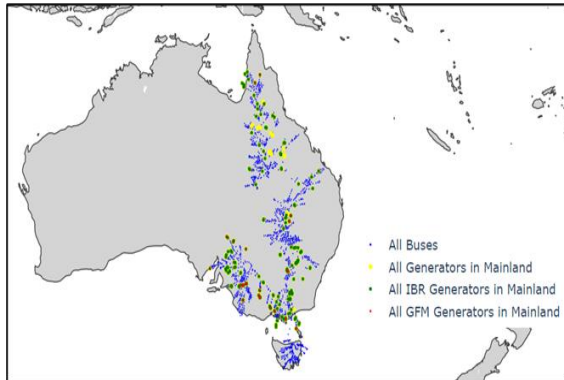 All Buses
All Generators in Mainland
All IBR Generators in Mainland
All GFM Generators in Mainland